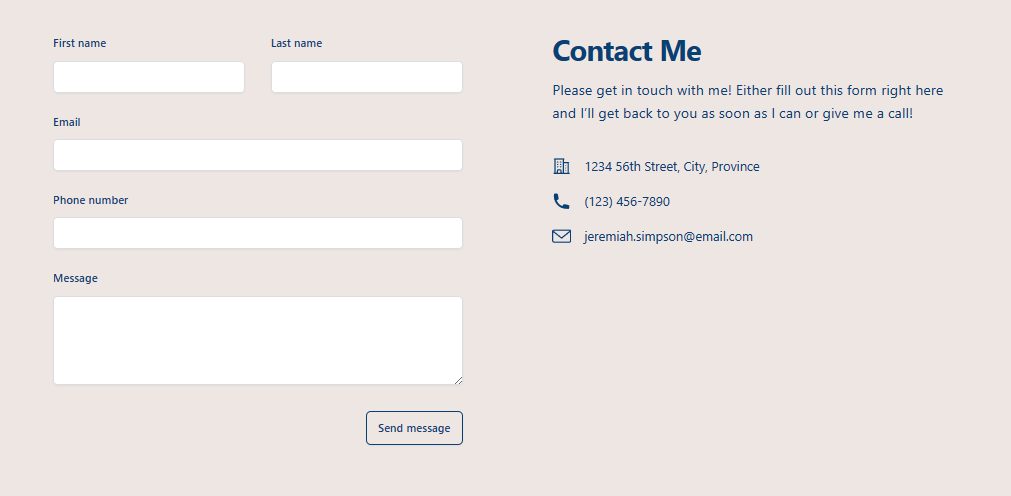 First name
Last name
Email
Phone number
Message
Send message
Contact Me
Please get in touch with me! Either fill out this form right here
and I’ll get back to you as soon as I can or give me a call!
1234 56th Street, City, Province
(123) 456-7890
jeremiah.simpson@email.com